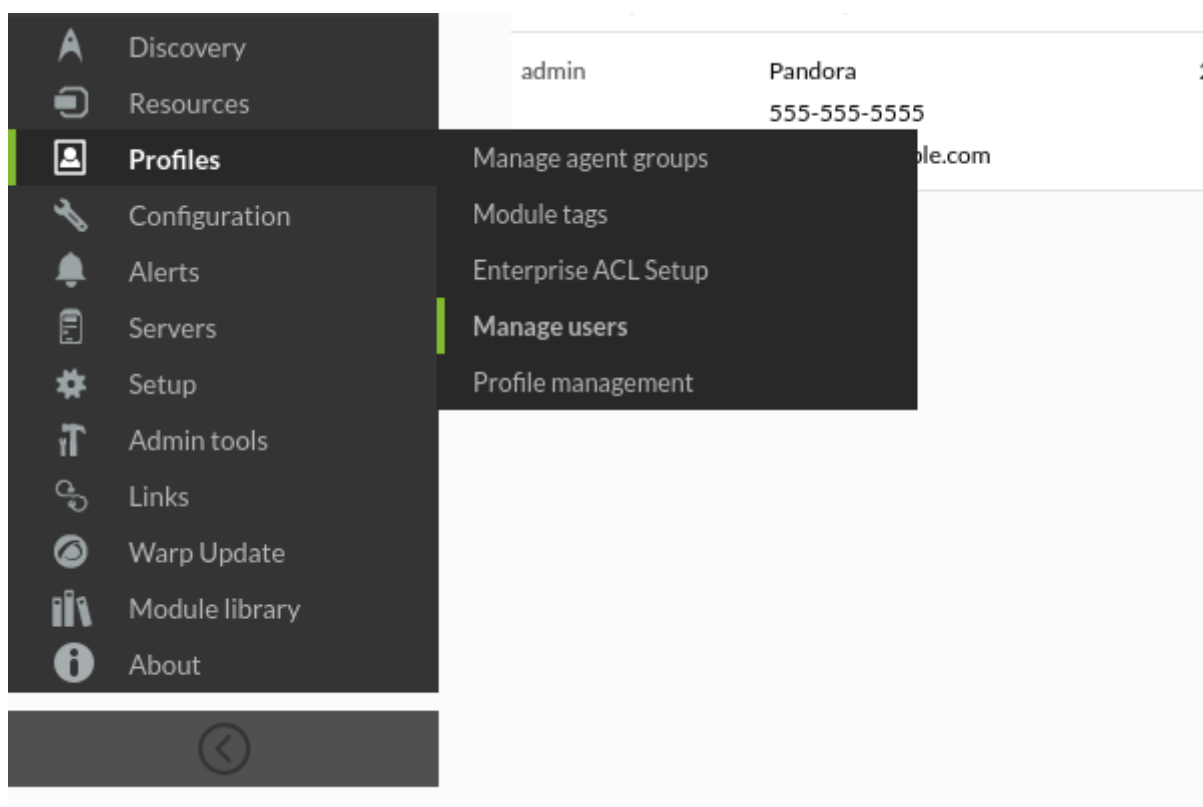 Discovery
Resources
Profiles
Configuration
Alerts
Servers
Setup
Admin tools
Links
Warp Update
Module library
About
Manage agent groups
Module tags
Enterprise ACL Setup
Manage users
Profile management
admin
Pandora
555-555-5555
ple.com